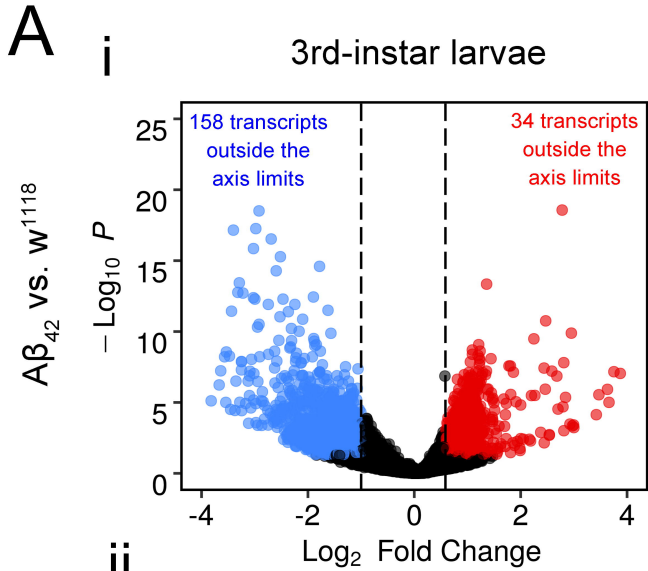 A
i
3rd-instar larvae
158 transcripts
outside the
axis limits
34 transcripts
outside the
axis limits
Aβ42 vs. w1118
−Log10 P
25
20
15
10
5
0
-4 -2 0 2 4
Log2 Fold Change
ii